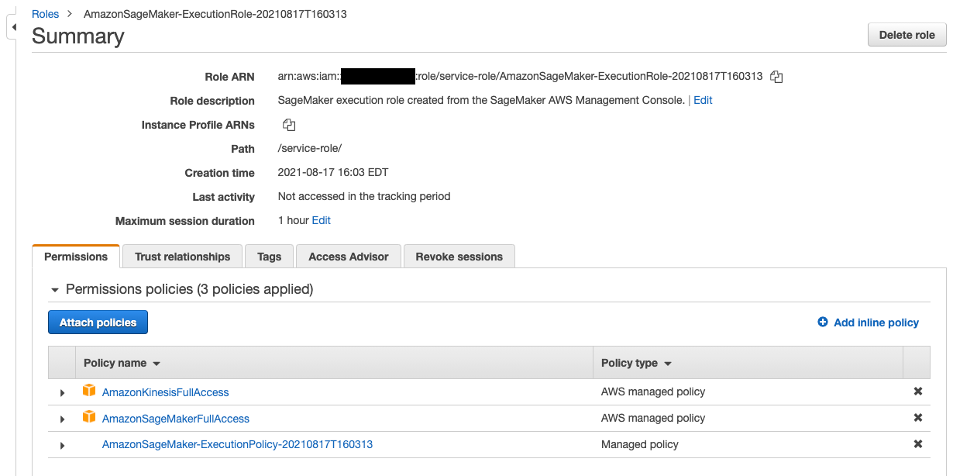 Roles > AmazonSageMaker-ExecutionRole-20210817T160313
Summary
Delete role
Role ARN arn:aws:iam:: :role/service-role/AmazonSageMaker-ExecutionRole-20210817T160313
Role description SageMaker execution role created from the SageMaker AWS Management Console. | Edit
Instance Profile ARNs
Path /service-role/
Creation time 2021-08-17 16:03 EDT
Last activity Not accessed in the tracking period
Maximum session duration 1 hour Edit
Permissions Trust relationships Tags Access Advisor Revoke sessions
Permissions policies (3 policies applied)
Attach policies Add inline policy
Policy name Policy type
AmazonKinesisFullAccess AWS managed policy
AmazonSageMakerFullAccess AWS managed policy
AmazonSageMaker-ExecutionPolicy-20210817T160313 Managed policy